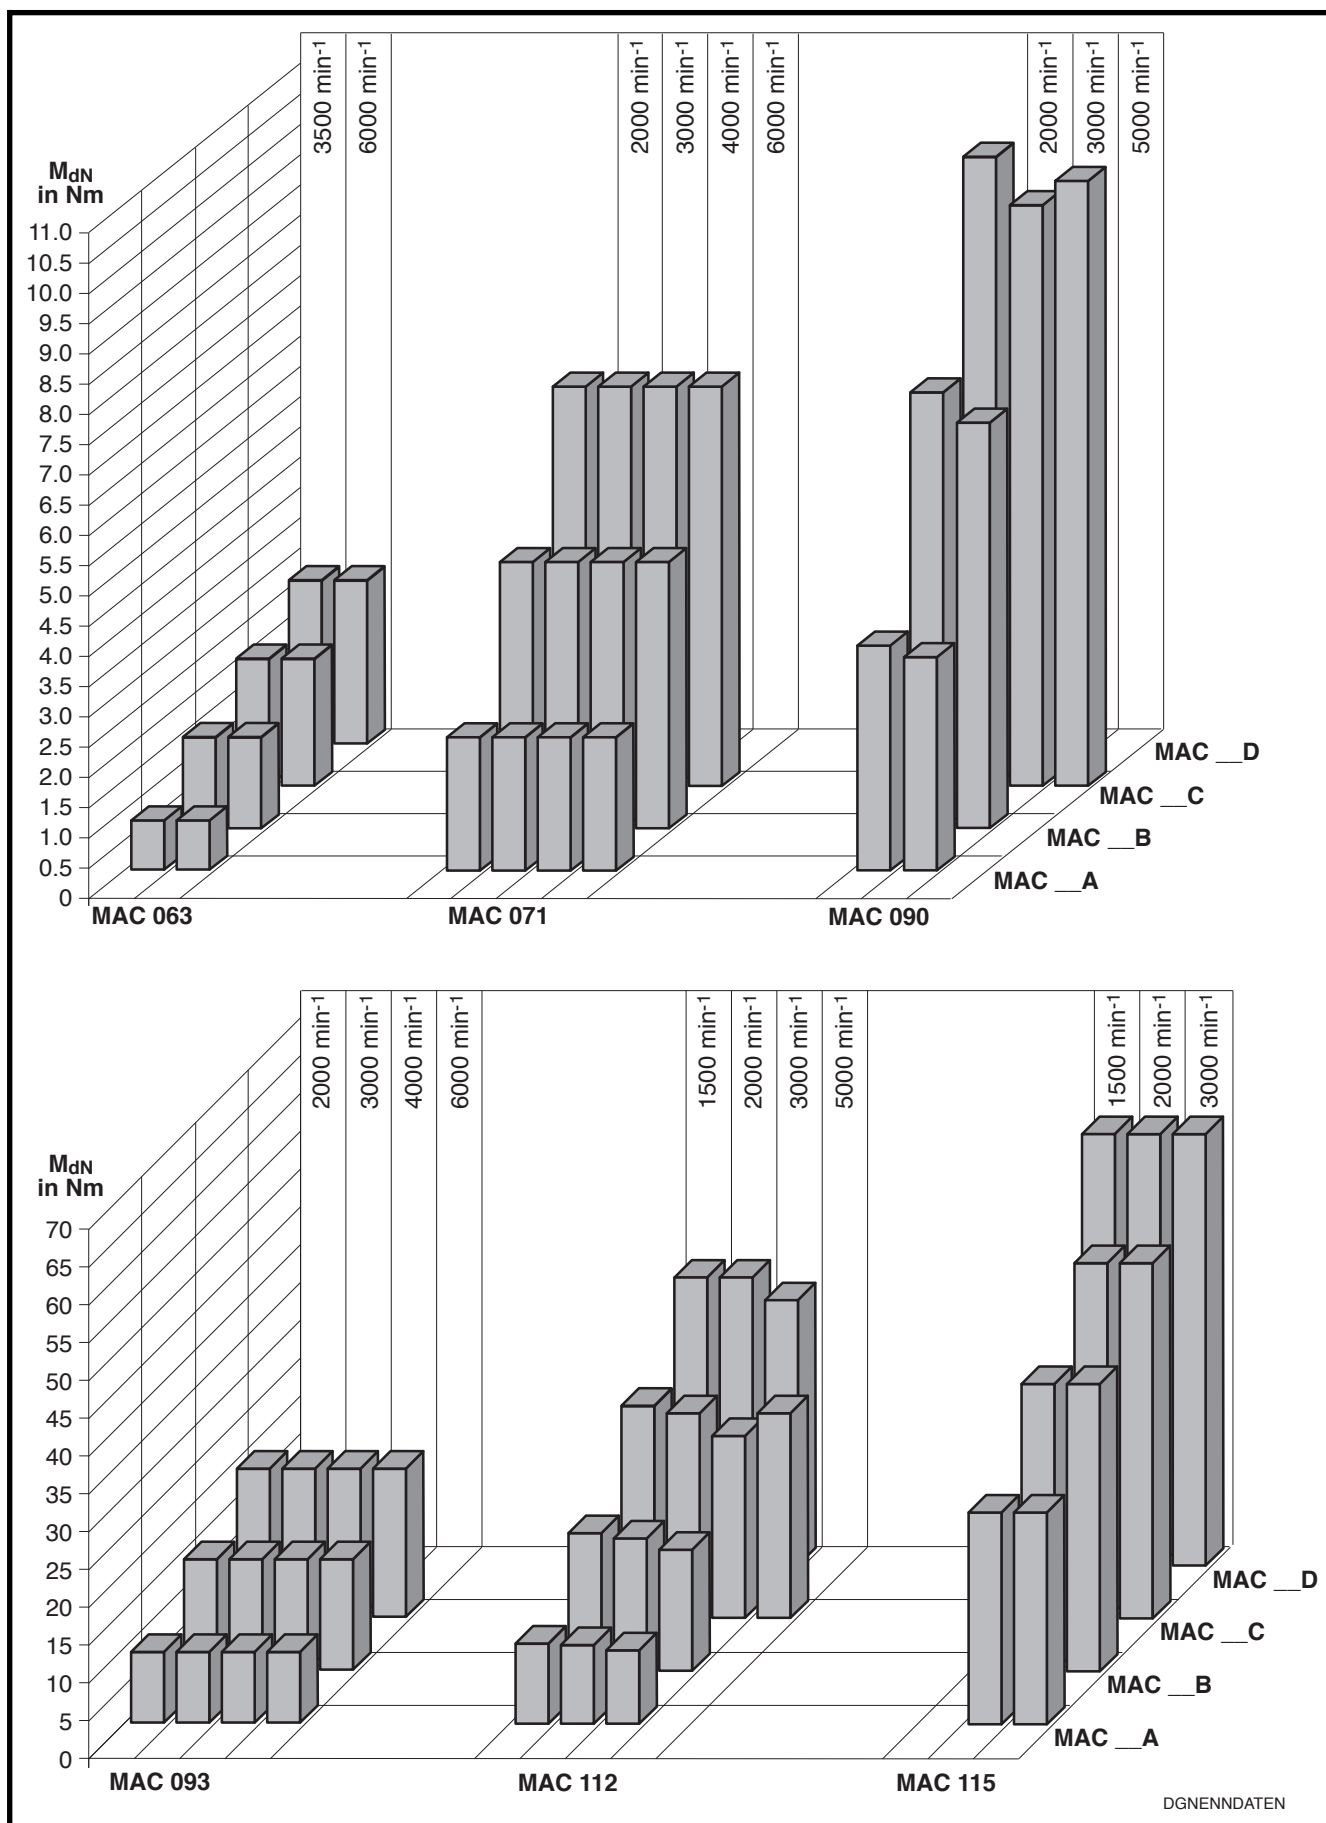 3500 min-1
6000 min-1
2000 min-1
3000 min-1
4000 min-1
6000 min-1
2000 min-1
3000 min-1
5000 min-1
MdN
in Nm
11.0
10.5
10.0
9.5
9.0
8.5
8.0
7.5
7.0
6.5
6.0
5.5
5.0
4.5
4.0
3.5
3.0
2.5
2.0
1.5
1.0
0.5
0
MAC __D
MAC __C
MAC __B
MAC __A
MAC 063
MAC 071
MAC 090
2000 min-1
3000 min-1
4000 min-1
6000 min-1
1500 min-1
2000 min-1
3000 min-1
5000 min-1
1500 min-1
2000 min-1
3000 min-1
MdN
in Nm
70
65
60
55
50
45
40
35
30
25
20
15
10
5
0
MAC __D
MAC __C
MAC __B
MAC __A
MAC 093
MAC 112
MAC 115
DGNENNDATEN